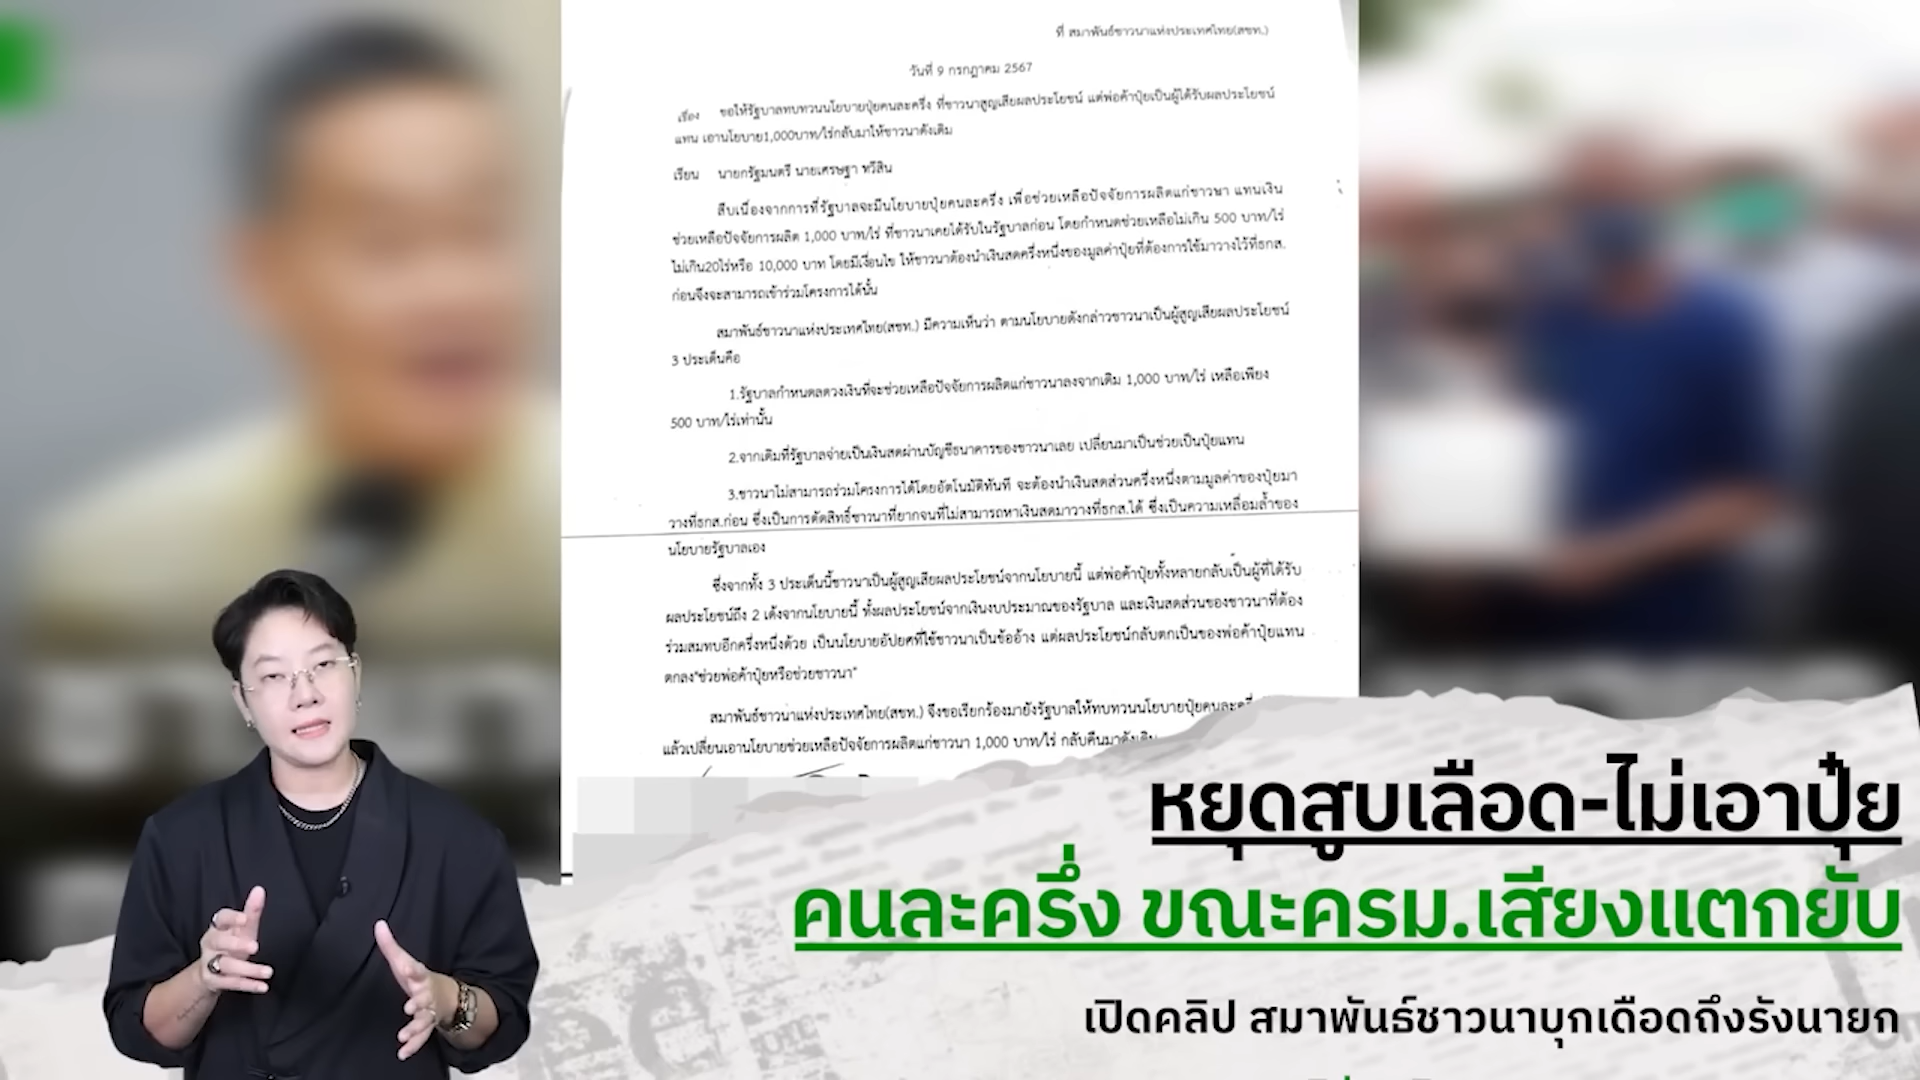 ที่ สมาพันธ์ชาวนาแห่งประเทศไทย(สชท.)
วันที่ 9 กรกฎาคม 2567
เรื่อง ขอให้รัฐบาลทบทวนนโยบายปุ๋ยคนละครึ่ง ที่ชาวนาสูญเสียผลประโยชน์ แต่พ่อค้าปุ๋ยเป็นผู้ได้รับผลประโยชน์
แทน เอานโยบาย1,000บาท/ไร่กลับมาให้ชาวนาดังเดิม
เรียน นายกรัฐมนตรี นายเศรษฐา ทวีสิน
สืบเนื่องจากการที่รัฐบาลจะมีนโยบายปุ๋ยคนละครึ่ง เพื่อช่วยเหลือปัจจัยการผลิตแก่ชาวนา แทนเงิน
ช่วยเหลือปัจจัยการผลิต 1,000 บาท/ไร่ ที่ชาวนาเคยได้รับในรัฐบาลก่อน โดยกำหนดช่วยเหลือไม่เกิน 500 บาท/ไร่
ไม่เกิน20ไร่หรือ 10,000 บาท โดยมีเงื่อนไข ให้ชาวนาต้องนำเงินสดครึ่งหนึ่งของมูลค่าปุ๋ยที่ต้องการใช้มาวางไว้ที่ธกส.
ก่อนจึงจะสามารถเข้าร่วมโครงการได้นั้น
สมาพันธ์ชาวนาแห่งประเทศไทย(สชท.) มีความเห็นว่า ตามนโยบายดังกล่าวชาวนาเป็นผู้สูญเสียผลประโยชน์
3 ประเด็นคือ
1.รัฐบาลกำหนดลดวงเงินที่จะช่วยเหลือปัจจัยการผลิตแก่ชาวนาลงจากเดิม 1,000 บาท/ไร่ เหลือเพียง
500 บาท/ไร่เท่านั้น
2.จากเดิมที่รัฐบาลจ่ายเป็นเงินสดผ่านบัญชีธนาคารของชาวนาเลย เปลี่ยนมาเป็นช่วยเป็นปุ๋ยแทน
3.ชาวนาไม่สามารถร่วมโครงการได้โดยอัตโนมัติทันที จะต้องนำเงินสดส่วนครึ่งหนึ่งตามมูลค่าของปุ๋ยมา
วางที่ธกส.ก่อน ซึ่งเป็นการตัดสิทธิ์ชาวนาที่ยากจนที่ไม่สามารถหาเงินสดมาวางที่ธกส.ได้ ซึ่งเป็นความเหลื่อมล้ำของ
นโยบายรัฐบาลเอง
ซึ่งจากทั้ง 3 ประเด็นนี้ชาวนาเป็นผู้สูญเสียผลประโยชน์จากนโยบายนี้ แต่พ่อค้าปุ๋ยทั้งหลายกลับเป็นผู้ที่ได้รับ
ผลประโยชน์ถึง 2 เด้งจากนโยบายนี้ ทั้งผลประโยชน์จากเงินงบประมาณของรัฐบาล และเงินสดส่วนของชาวนาที่ต้อง
ร่วมสมทบอีกครึ่งหนึ่งด้วย เป็นนโยบายอัปยศที่ใช้ชาวนาเป็นข้ออ้าง แต่ผลประโยชน์กลับตกเป็นของพ่อค้าปุ๋ยแทน
ตกลง"ช่วยพ่อค้าปุ๋ยหรือช่วยชาวนา"
สมาพันธ์ชาวนาแห่งประเทศไทย(สชท.) จึงขอเรียกร้องมายังรัฐบาลให้ทบทวนนโยบายปุ๋ยคนละครึ่ง
แล้วเปลี่ยนเอานโยบายช่วยเหลือปัจจัยการผลิตแก่ชาวนา 1,000 บาท/ไร่ กลับคืนมาดังเดิม
หยุดสูบเลือด-ไม่เอาปุ๋ย
คนละครึ่ง ขณะครม.เสียงแตกยับ
เปิดคลิป สมาพันธ์ชาวนาบุกเดือดถึงรังนายก